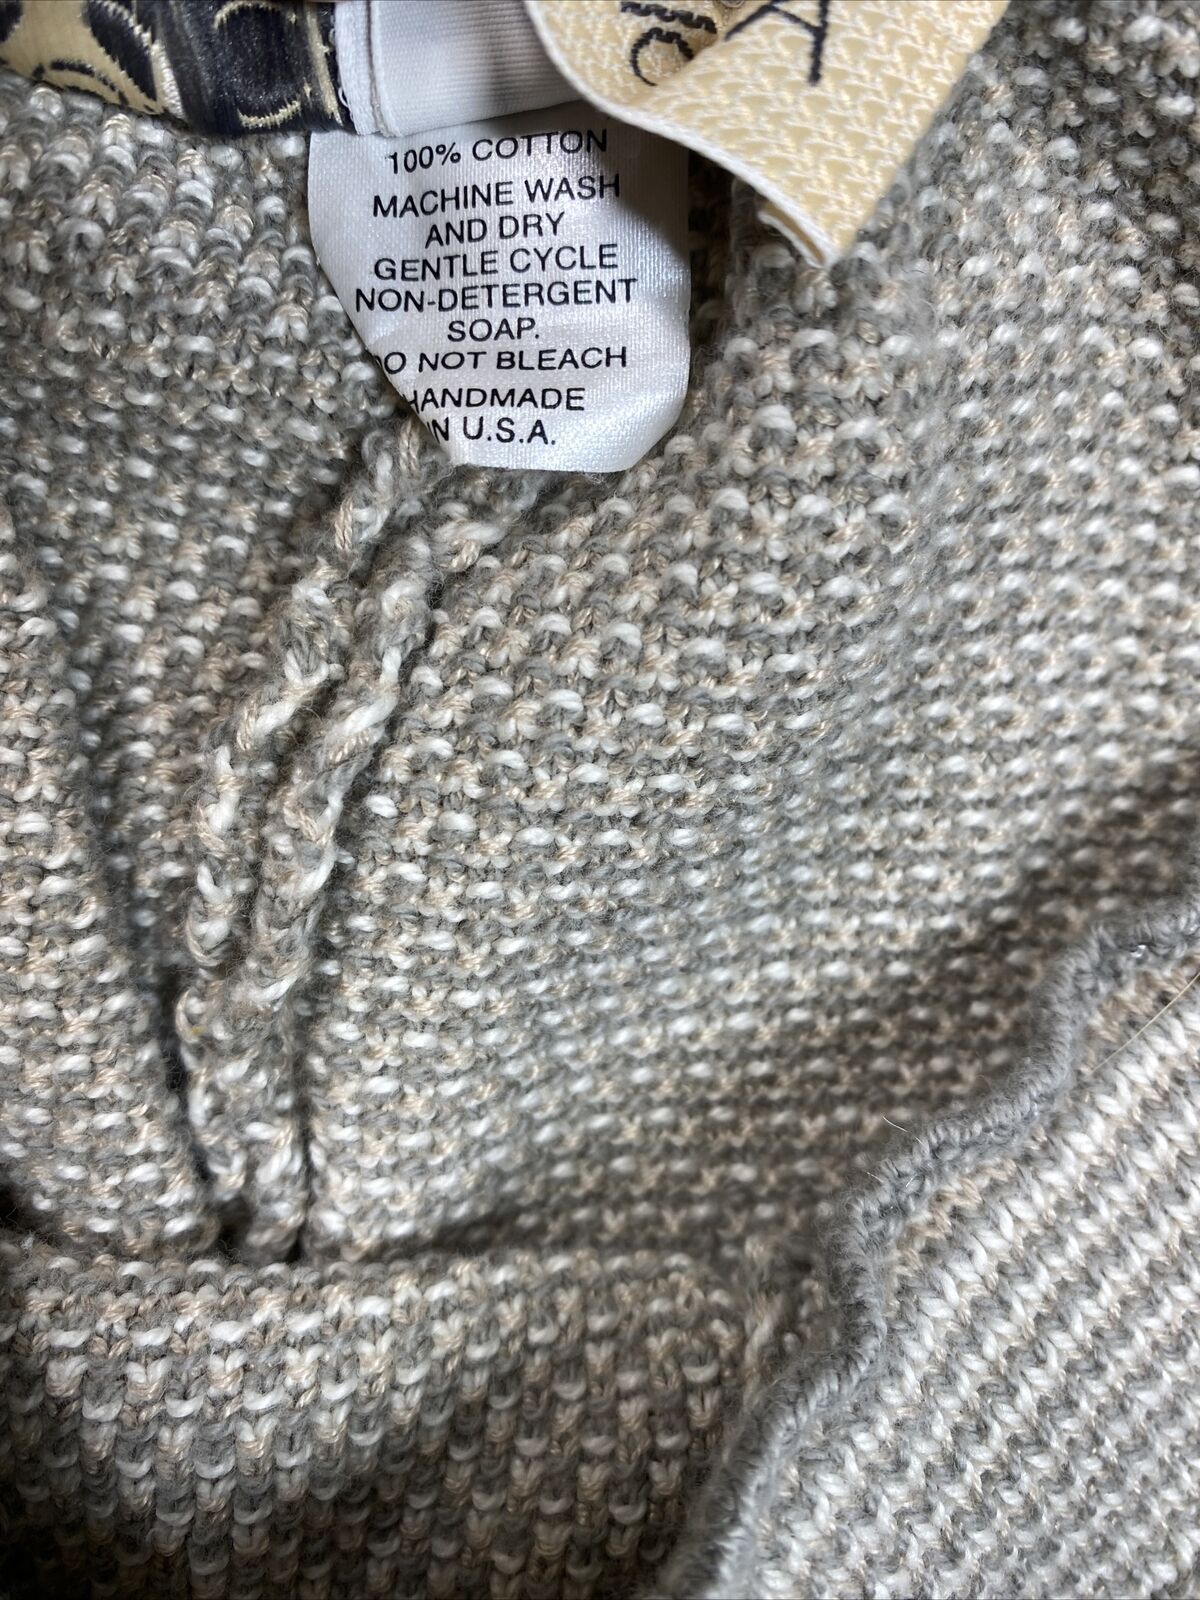 100% COTTON
MACHINE WASH
AND DRY
GENTLE CYCLE
NON-DETERGENT
SOAP.
DO NOT BLEACH
HANDMADE
IN U.S.A.